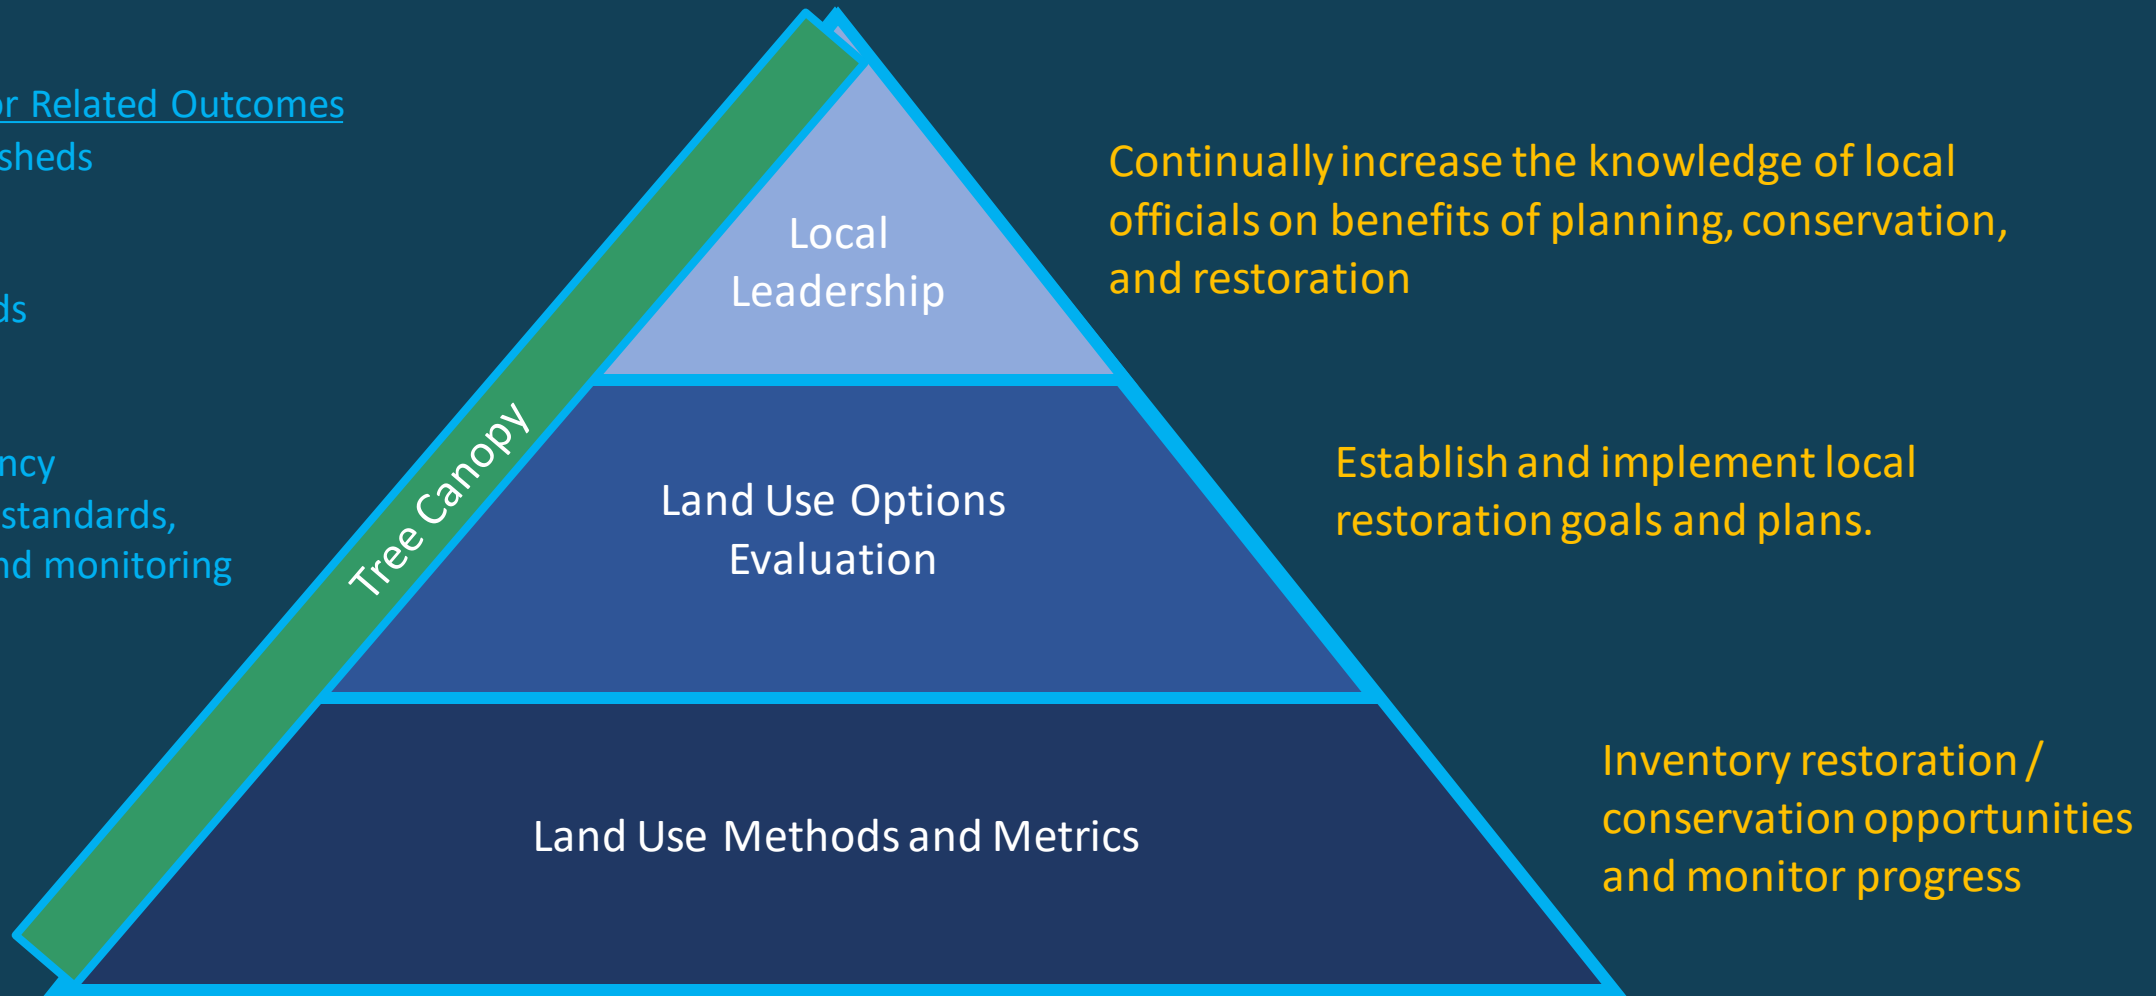 or Related Outcomes
sheds
ds
ncy
standards,
nd monitoring
Tree Canopy
Local
Leadership
Land Use Options
Evaluation
Land Use Methods and Metrics
Continually increase the knowledge of local
officials on benefits of planning, conservation,
and restoration
Establish and implement local
restoration goals and plans.
Inventory restoration /
conservation opportunities
and monitor progress